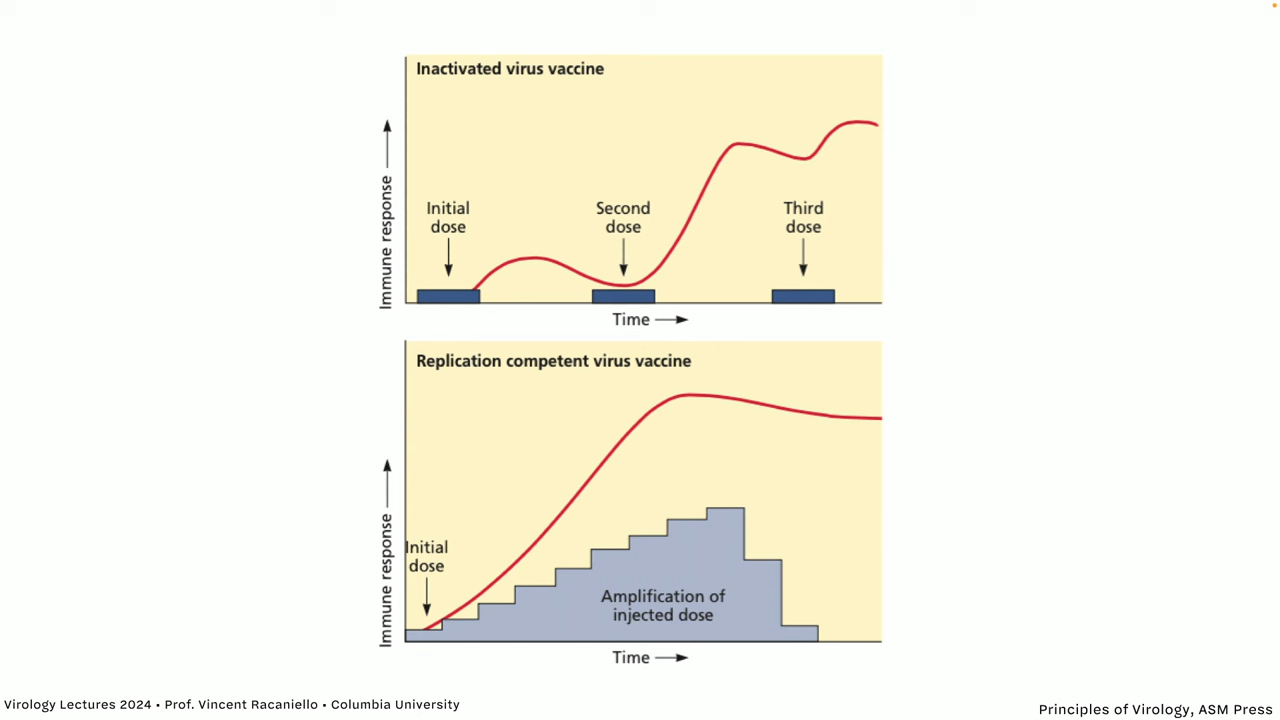 Inactivated virus vaccine
Immune response
Initial
dose
Second
dose
Third
dose
Time
Replication competent virus vaccine
Immune response
Initial
dose
Amplification of
injected dose
Time
Virology Lectures 2024 • Prof. Vincent Racaniello • Columbia University
Principles of Virology, ASM Press